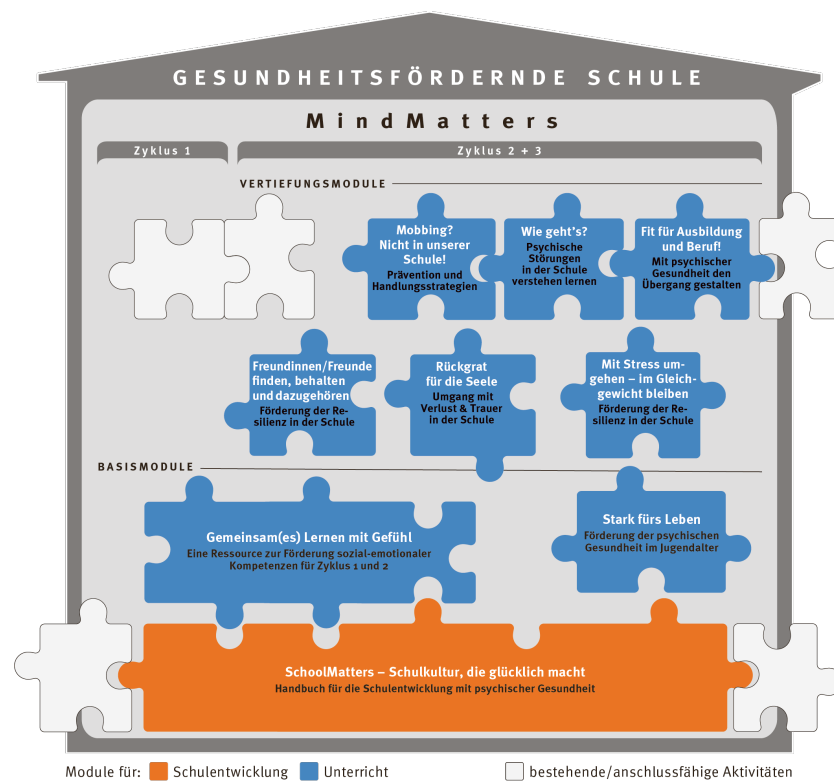 GESUNDHEITSFÖRDERNDE SCHULE
MindMatters
Zyklus 1
Zyklus 2 + 3
VERTIEFUNGSMODULE
Mobbing?
Nicht in unserer
Schule!
Prävention und
Handlungsstrategien
Wie geht's?
Psychische
Störungen
in der Schule
verstehen lernen
Fit für Ausbildung
und Beruf!
Mit psychischer
Gesundheit den
Übergang gestalten
Freundinnen/Freunde
finden, behalten
und dazugehören
Förderung der Re-
silienz in der Schule
Rückgrat
für die Seele
Umgang mit
Verlust & Trauer
in der Schule
Mit Stress um-
gehen – im Gleich-
gewicht bleiben
Förderung der Re-
silienz in der Schule
BASISMODULE
Gemeinsam(es) Lernen mit Gefühl
Eine Ressource zur Förderung sozial-emotionaler
Kompetenzen für Zyklus 1 und 2
Stark fürs Leben
Förderung der psychischen
Gesundheit im Jugendalter
SchoolMatters – Schulkultur, die glücklich macht
Handbuch für die Schulentwicklung mit psychischer Gesundheit
Module für: Schulentwicklung Unterricht bestehende/anschlussfähige Aktivitäten